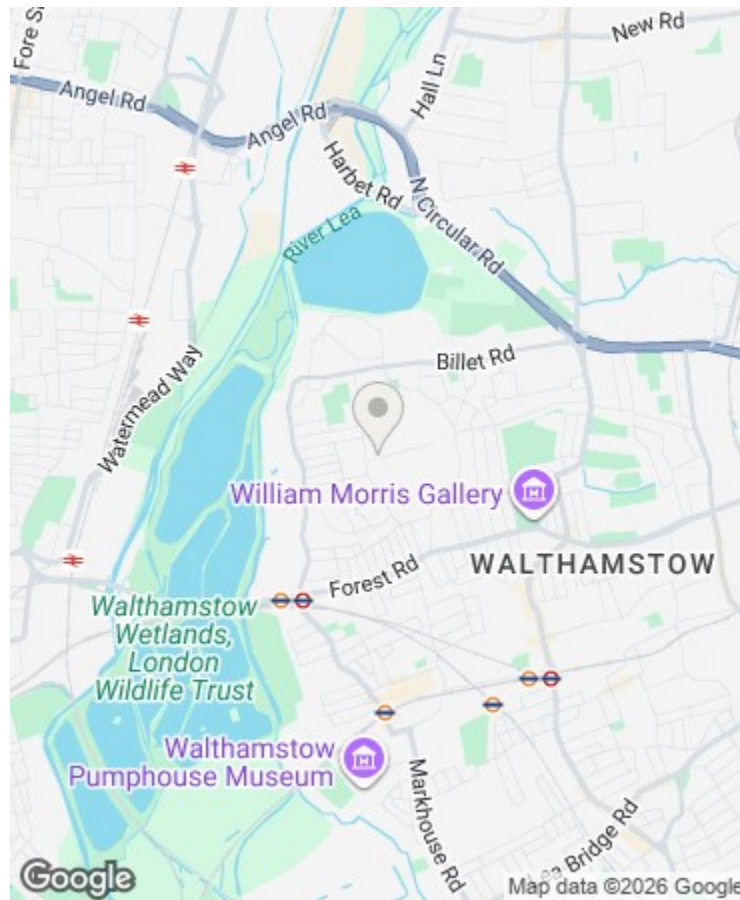 New Rd
Fore S
Angel Rd
Angel Rd
Hall Ln
Harbet Rd
N Circular Rd
River Lea
Billet Rd
Watermead Way
William Morris Gallery
WALTHAMSTOW
Forest Rd
Walthamstow
Wetlands,
London
Wildlife Trust
Walthamstow
Pumphouse Museum
Markhouse Rd
ea Bridge Rd
Google
Map data ©2026 Google